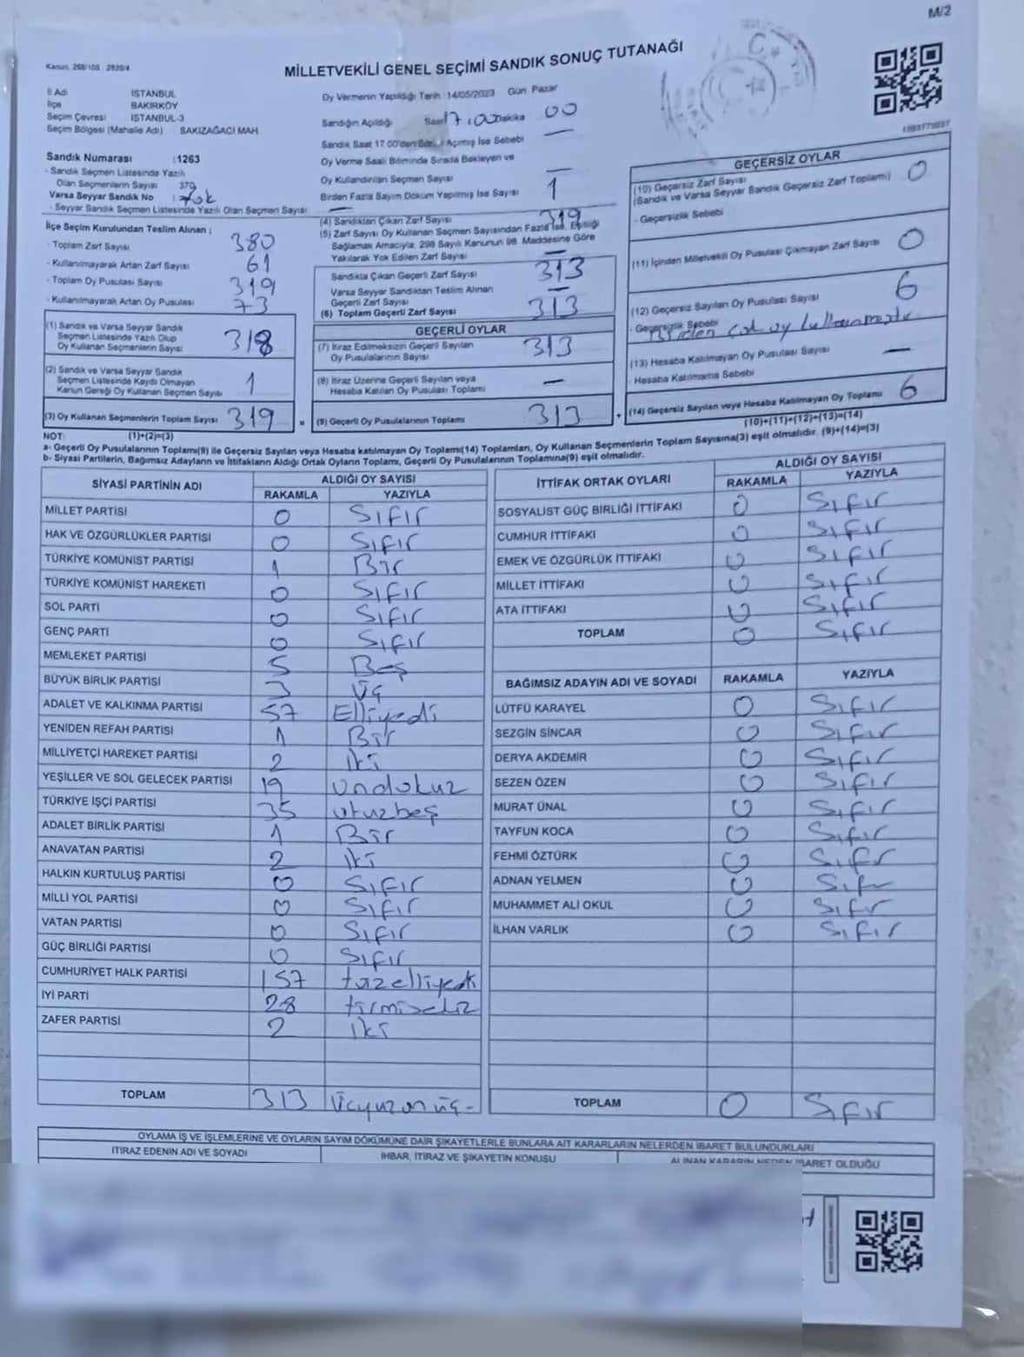 M/2
MİLLETVEKİLİ GENEL SEÇİMİ SANDIK SONUÇ TUTANAĞI
İl Adı İSTANBUL
İlçe BAKIRKÖY
Seçim Çevresi İSTANBUL-3
Seçim Bölgesi (Mahalle Adı) SAKIZAĞACI MAH.
Oy Vermenin Yapıldığı Tarih :14/05/2023 Gün: Pazar
Sandığın Açıldığı Saat 17:00 Dakika 00
Sandık Numarası :1263
- Sandık Seçmen Listesinde Yazılı
Olan Seçmenlerin Sayısı 379
Varsa Seyyar Sandık No : Yok
- Seyyar Sandık Seçmen Listesinde Yazılı Olan Seçmen Sayısı —
Oy Verme Saati Bitiminde Sırada Bekleyen ve
Oy Kullandırılan Seçmen Sayısı —
Birden Fazla Sayım Döküm Yapılmış İse Sayısı 1
(4) Sandıktan Çıkan Zarf Sayısı 319
(5) Zarf Sayısı Oy Kullanan Seçmen Sayısından Fazla İse, Eşitliği
Sağlamak Amacıyla, 298 Sayılı Kanunun 98. Maddesine Göre
Yakılarak Yok Edilen Zarf Sayısı —
Sandıkta Çıkan Geçerli Zarf Sayısı 313
Varsa Seyyar Sandıktan Teslim Alınan
Geçerli Zarf Sayısı —
(6) Toplam Geçerli Zarf Sayısı 313
İlçe Seçim Kurulundan Teslim Alınan ;
- Toplam Zarf Sayısı 380
- Kullanılmayarak Artan Zarf Sayısı 61
- Toplam Oy Pusulası Sayısı 319
- Kullanılmayarak Artan Oy Pusulası 73
(1) Sandık ve Varsa Seyyar Sandık
Seçmen Listesinde Yazılı Olup
Oy Kullanan Seçmenlerin Sayısı 318
(2) Sandık ve Varsa Seyyar Sandık
Seçmen Listesinde Kaydı Olmayan
Kanun Gereği Oy Kullanan Seçmen Sayısı 1
(3) Oy Kullanan Seçmenlerin Toplam Sayısı 319
(1)+(2)=(3)
GEÇERLİ OYLAR
(7) İtiraz Edilmeksizin Geçerli Sayılan
Oy Pusulalarının Sayısı 313
(8) İtiraz Üzerine Geçerli Sayılan veya
Hesaba Katılan Oy Pusulası Toplamı —
(9) Geçerli Oy Pusulalarının Toplamı 313
GEÇERSİZ OYLAR
(10) Geçersiz Zarf Sayısı 0
(Sandık ve Varsa Seyyar Sandık Geçersiz Zarf Toplamı)
- Geçersizlik Sebebi
(11) İçinden Milletvekili Oy Pusulası Çıkmayan Zarf Sayısı 0
(12) Geçersiz Sayılan Oy Pusulası Sayısı 6
- Geçersizlik Sebebi
Birden çok oy kullanmıştır
(13) Hesaba Katılmayan Oy Pusulası Sayısı —
- Hesaba Katılmama Sebebi
(14) Geçersiz Sayılan veya Hesaba Katılmayan Oy Toplamı 6
(10)+(11)+(12)+(13)=(14)
NOT:
a- Geçerli Oy Pusulalarının Toplamı(9) ile Geçersiz Sayılan veya Hesaba katılmayan Oy Toplamı(14) Toplamları, Oy Kullanan Seçmenlerin Toplam Sayısına(3) eşit olmalıdır. (9)+(14)=(3)
b- Siyasi Partilerin, Bağımsız Adayların ve İttifakların Aldığı Ortak Oyların Toplamı, Geçerli Oy Pusulalarının Toplamına(9) eşit olmalıdır.
SİYASİ PARTİNİN ADI ALDIĞI OY SAYISI
RAKAMLA YAZIYLA
MİLLET PARTİSİ 0 Sıfır
HAK VE ÖZGÜRLÜKLER PARTİSİ 0 Sıfır
TÜRKİYE KOMÜNİST PARTİSİ 1 Bir
TÜRKİYE KOMÜNİST HAREKETİ 0 Sıfır
SOL PARTİ 0 Sıfır
GENÇ PARTİ 0 Sıfır
MEMLEKET PARTİSİ 5 Beş
BÜYÜK BİRLİK PARTİSİ 3 Üç
ADALET VE KALKINMA PARTİSİ 57 Elliyedi
YENİDEN REFAH PARTİSİ 1 Bir
MİLLİYETÇİ HAREKET PARTİSİ 2 iki
YEŞİLLER VE SOL GELECEK PARTİSİ 19 Ondokuz
TÜRKİYE İŞÇİ PARTİSİ 35 otuzbeş
ADALET BİRLİK PARTİSİ 1 Bir
ANAVATAN PARTİSİ 2 iki
HALKIN KURTULUŞ PARTİSİ 0 Sıfır
MİLLİ YOL PARTİSİ 0 Sıfır
VATAN PARTİSİ 0 Sıfır
GÜÇ BİRLİĞİ PARTİSİ 0 Sıfır
CUMHURİYET HALK PARTİSİ 157 yüzelliyedi
İYİ PARTİ 28 yirmisekiz
ZAFER PARTİSİ 2 iki
TOPLAM 313 Üçyüzonüç-
İTTİFAK ORTAK OYLARI ALDIĞI OY SAYISI
RAKAMLA YAZIYLA
SOSYALİST GÜÇ BİRLİĞİ İTTİFAKI 0 Sıfır
CUMHUR İTTİFAKI 0 Sıfır
EMEK VE ÖZGÜRLÜK İTTİFAKI 0 Sıfır
MİLLET İTTİFAKI 0 Sıfır
ATA İTTİFAKI 0 Sıfır
TOPLAM 0 Sıfır
BAĞIMSIZ ADAYIN ADI VE SOYADI RAKAMLA YAZIYLA
LÜTFÜ KARAYEL 0 Sıfır
SEZGİN SİNCAR 0 Sıfır
DERYA AKDEMİR 0 Sıfır
SEZEN ÖZEN 0 Sıfır
MURAT ÜNAL 0 Sıfır
TAYFUN KOCA 0 Sıfır
FEHMİ ÖZTÜRK 0 Sıfır
ADNAN YELMEN 0 Sıfır
MUHAMMET ALİ OKUL 0 Sıfır
İLHAN VARLIK 0 Sıfır
TOPLAM 0 Sıfır
OYLAMA İŞ VE İŞLEMLERİNE VE OYLARIN SAYIM DÖKÜMÜNE DAİR ŞİKAYETLERLE BUNLARA AİT KARARLARIN NELERDEN İBARET BULUNDUKLARI
İTİRAZ EDENİN ADI VE SOYADI İHBAR, İTİRAZ VE ŞİKAYETİN KONUSU ALINAN KARARIN NEDEN İBARET OLDUĞU